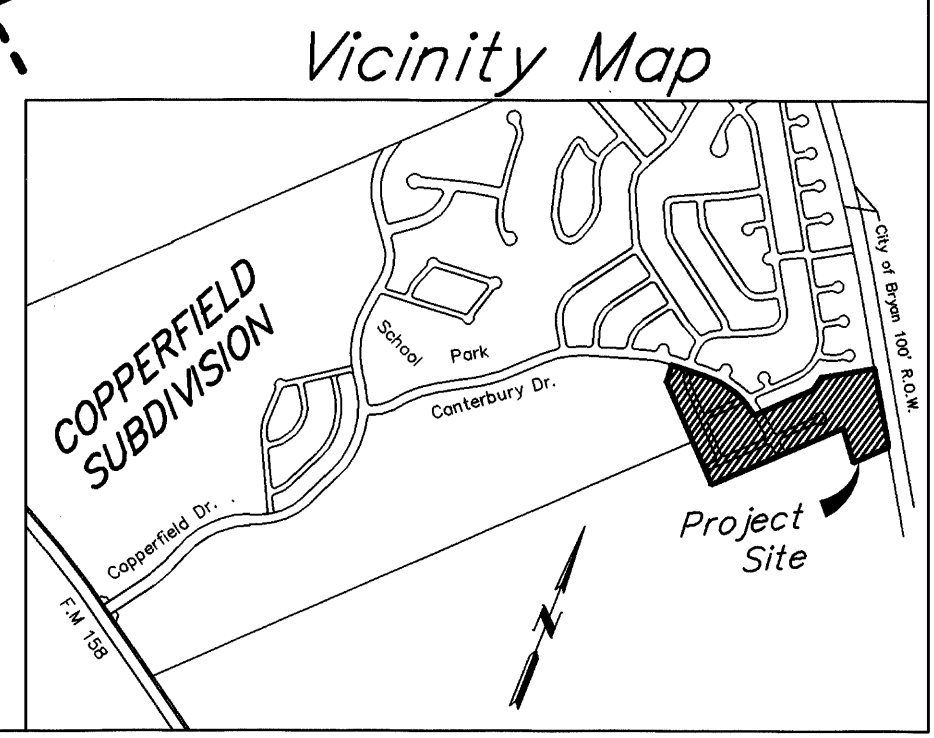 Vicinity Map
COPPERFIELD
SUBDIVISION
School
Park
Canterbury Dr.
City of Bryan 100' R.O.W.
Copperfield Dr.
F.M 158
Project
Site
N